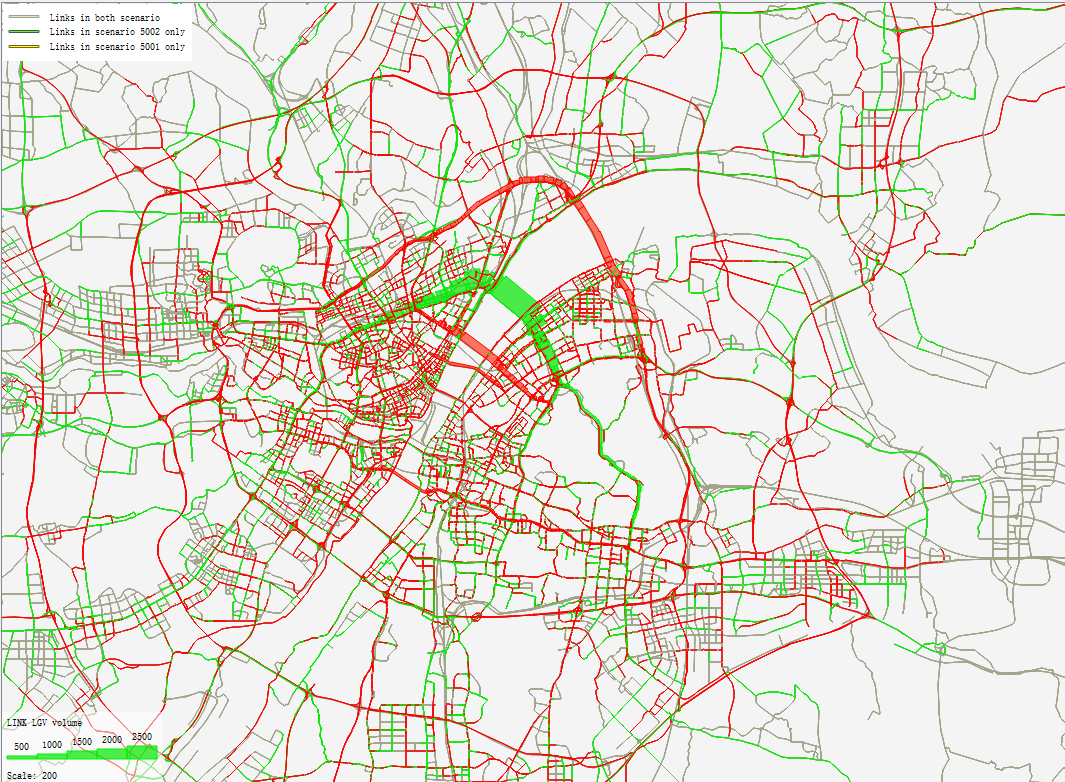 Links in both scenario
Links in scenario 5002 only
Links in scenario 5001 only
LINK LGV volume
500 1000 1500 2000 2500
Scale: 200